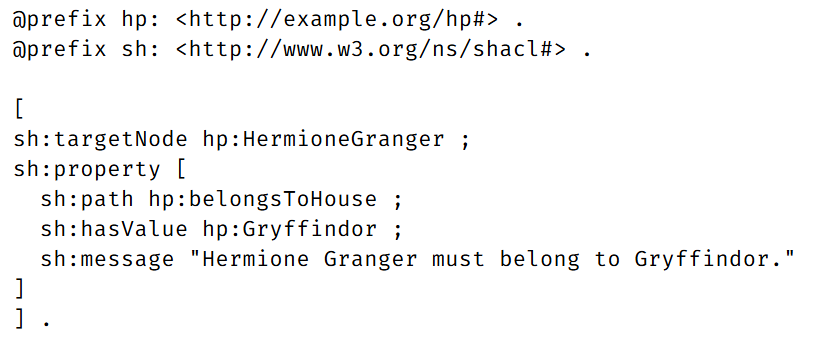 @prefix hp: <http://example.org/hp#> .
@prefix sh: <http://www.w3.org/ns/shacl#> .

[
sh:targetNode hp:HermioneGranger ;
sh:property [
  sh:path hp:belongsToHouse ;
  sh:hasValue hp:Gryffindor ;
  sh:message "Hermione Granger must belong to Gryffindor."
]
] .